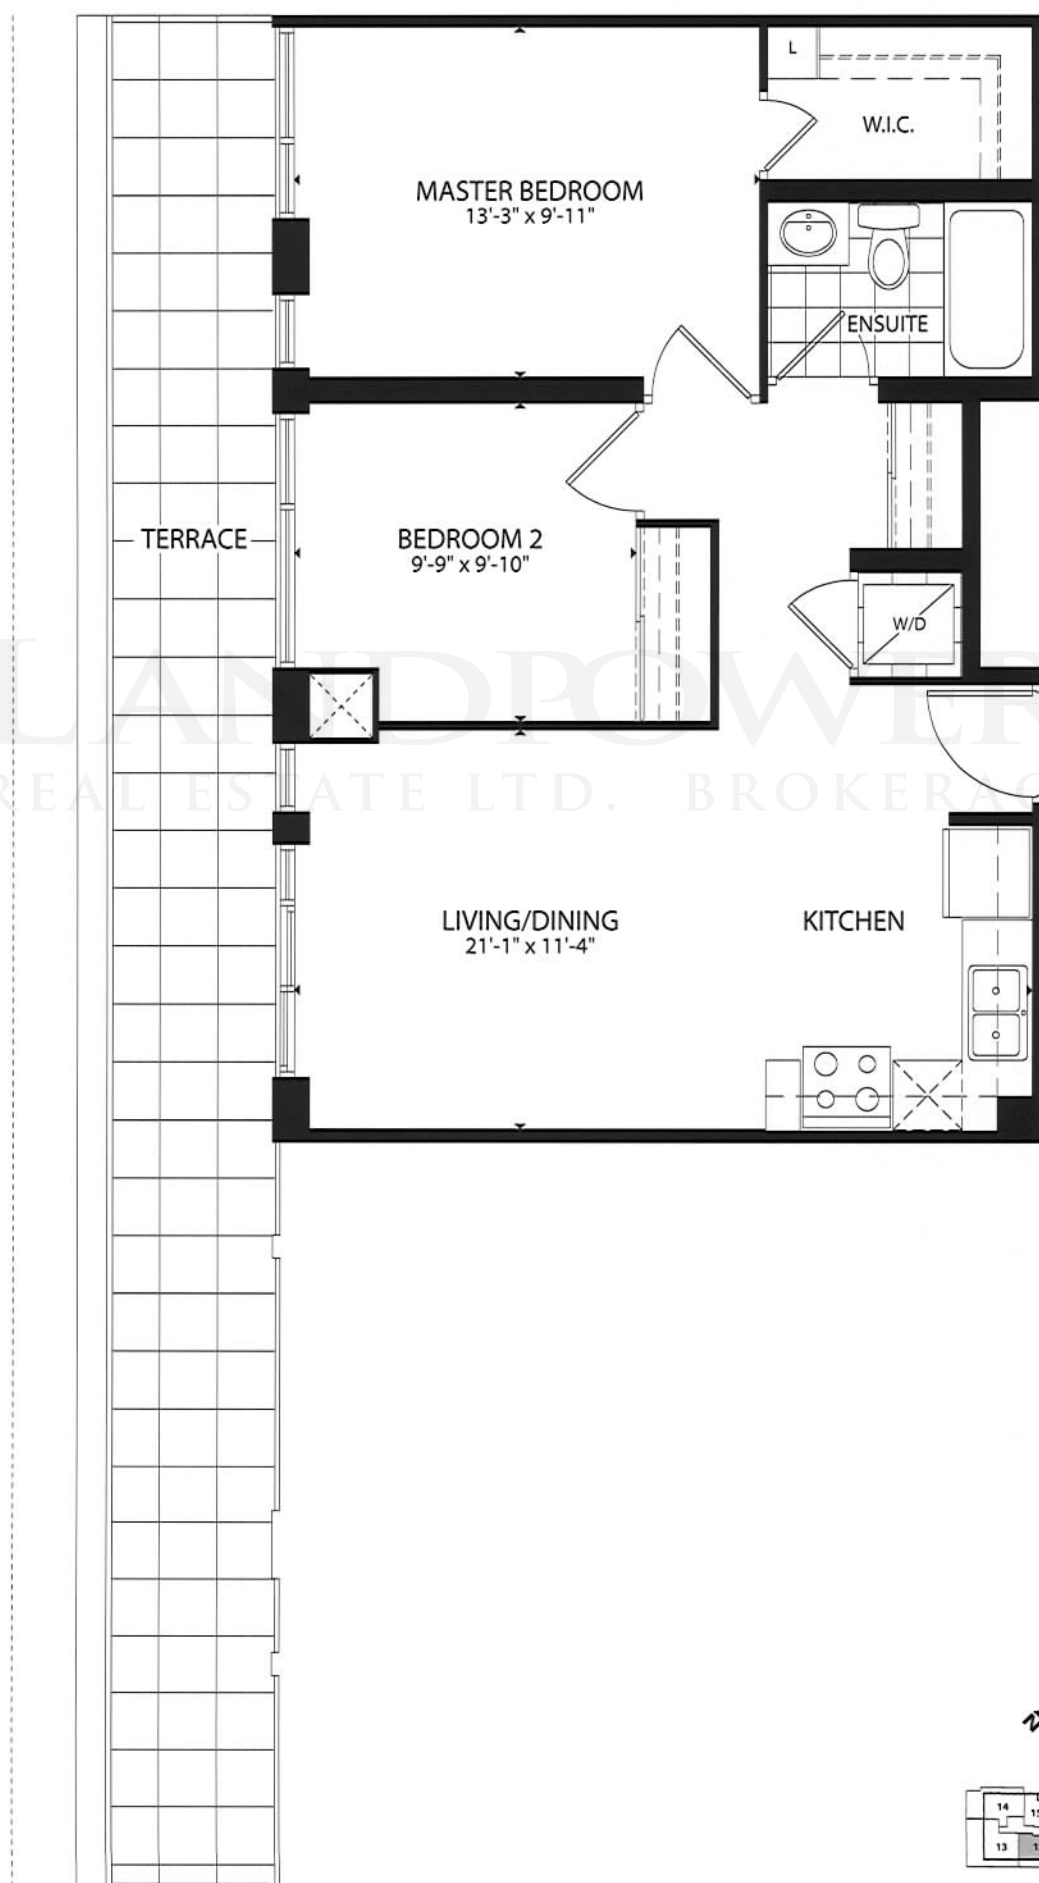 L
W.I.C.
MASTER BEDROOM
13'-3" x 9'-11"
ENSUITE
TERRACE
BEDROOM 2
9'-9" x 9'-10"
W/D
LANDPOWER
REAL ESTATE LTD. BROKERAG
LIVING/DINING
21'-1" x 11'-4"
KITCHEN
14
13